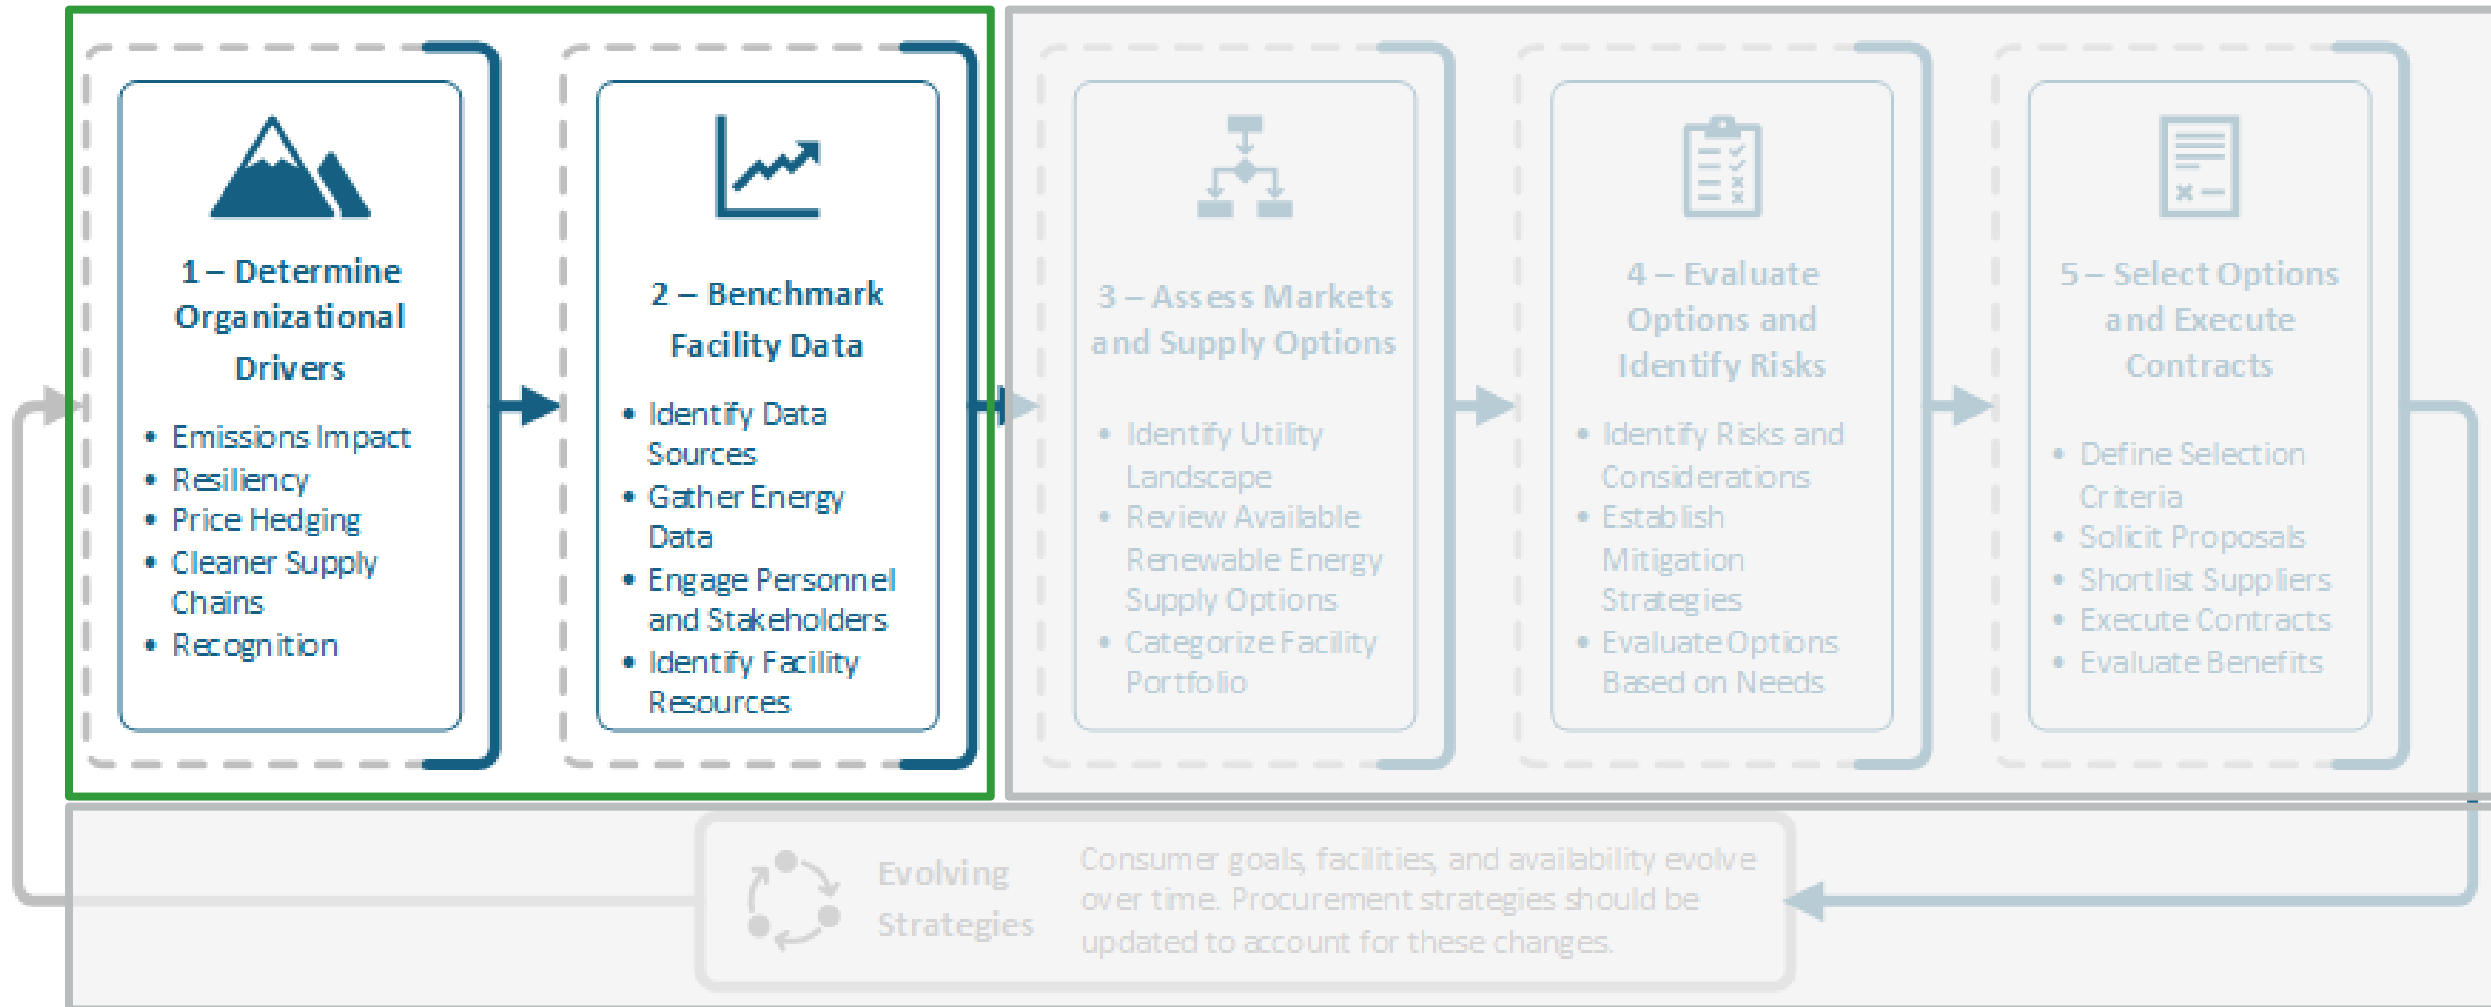 1 – Determine
Organizational
Drivers
• Emissions Impact
• Resiliency
• Price Hedging
• Cleaner Supply
Chains
• Recognition
2 – Benchmark
Facility Data
• Identify Data
Sources
• Gather Energy
Data
• Engage Personnel
and Stakeholders
• Identify Facility
Resources
3 – Assess Markets
and Supply Options
• Identify Utility
Landscape
• Review Available
Renewable Energy
Supply Options
• Categorize Facility
Portfolio
4 – Evaluate
Options and
Identify Risks
• Identify Risks and
Considerations
• Establish
Mitigation
Strategies
• Evaluate Options
Based on Needs
5 – Select Options
and Execute
Contracts
• Define Selection
Criteria
• Solicit Proposals
• Shortlist Suppliers
• Execute Contracts
• Evaluate Benefits
Evolving
Strategies
Consumer goals, facilities, and availability evolve
over time. Procurement strategies should be
updated to account for these changes.